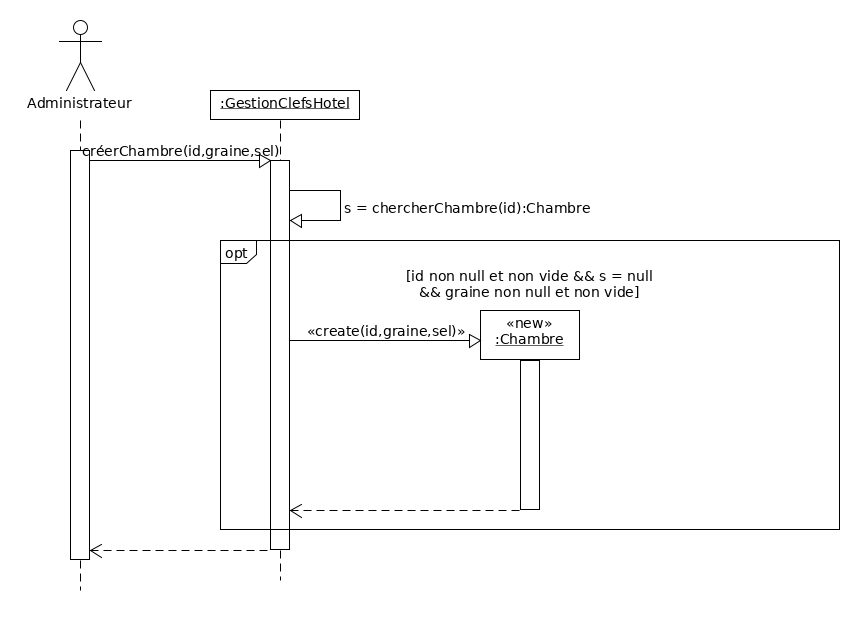 Administrateur
:GestionClefsHotel
créerChambre(id,graine,sel)
s = chercherChambre(id):Chambre
opt
[id non null et non vide && s = null
&& graine non null et non vide]
«create(id,graine,sel)»
«new»
:Chambre